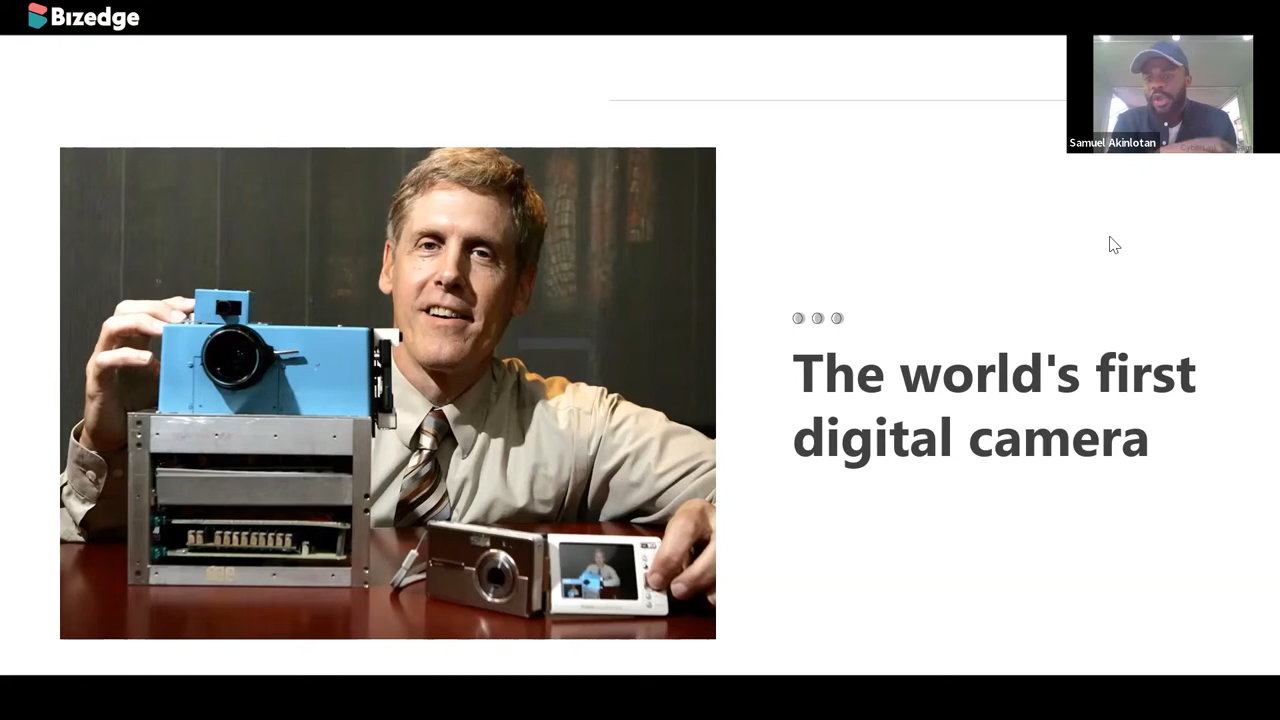 Bizedge
Samuel Akinlotan
The world's first
digital camera